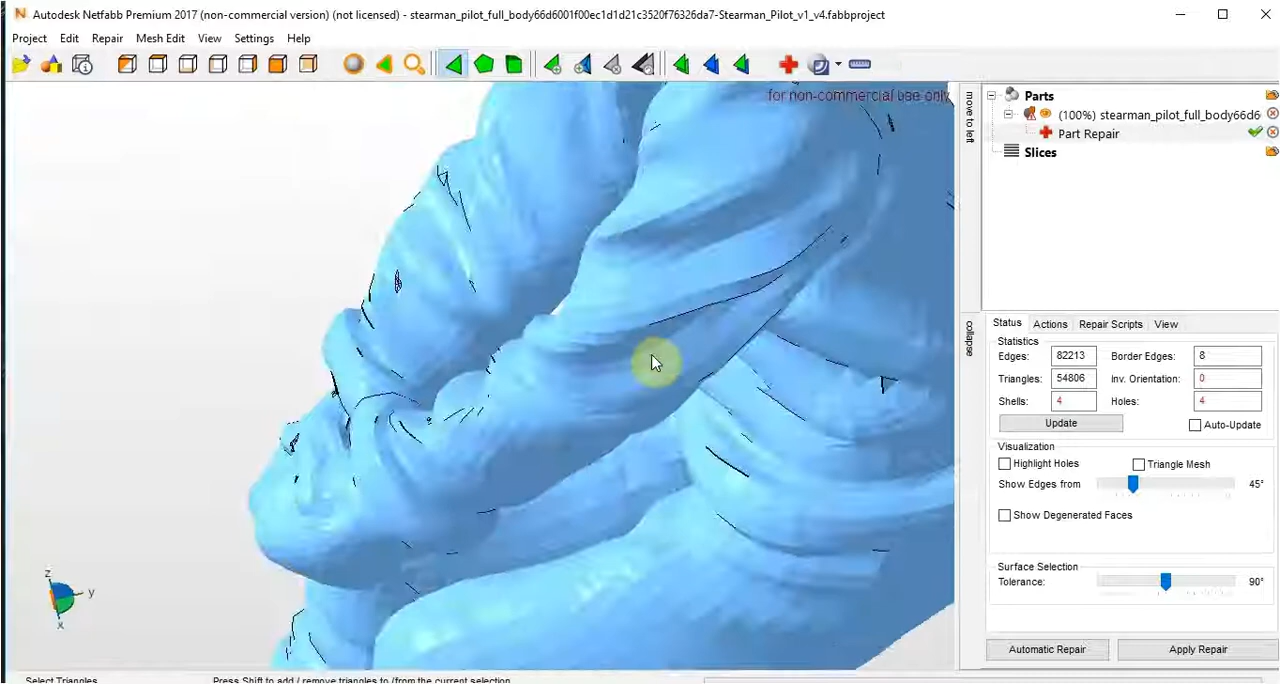 Autodesk Netfabb Premium 2017 (non-commercial version) (not licensed) - stearman_pilot_full_body66d6001f00ec1d1d21c3520f76326da7-Stearman_Pilot_v1_v4.fabbproject
Project Edit Repair Mesh Edit View Settings Help
for non-commercial use only
move to left
Parts
(100%) stearman_pilot_full_body66d6
Part Repair
Slices
collapse
Status Actions Repair Scripts View
Statistics
Edges: 82213 Border Edges: 8
Triangles: 54806 Inv. Orientation: 0
Shells: 4 Holes: 4
Update Auto-Update
Visualization
Highlight Holes Triangle Mesh
Show Edges from 45°
Show Degenerated Faces
Surface Selection
Tolerance: 90°
Automatic Repair Apply Repair
z
y
x
Select Triangles Press Shift to add / remove triangles to /from the current selection